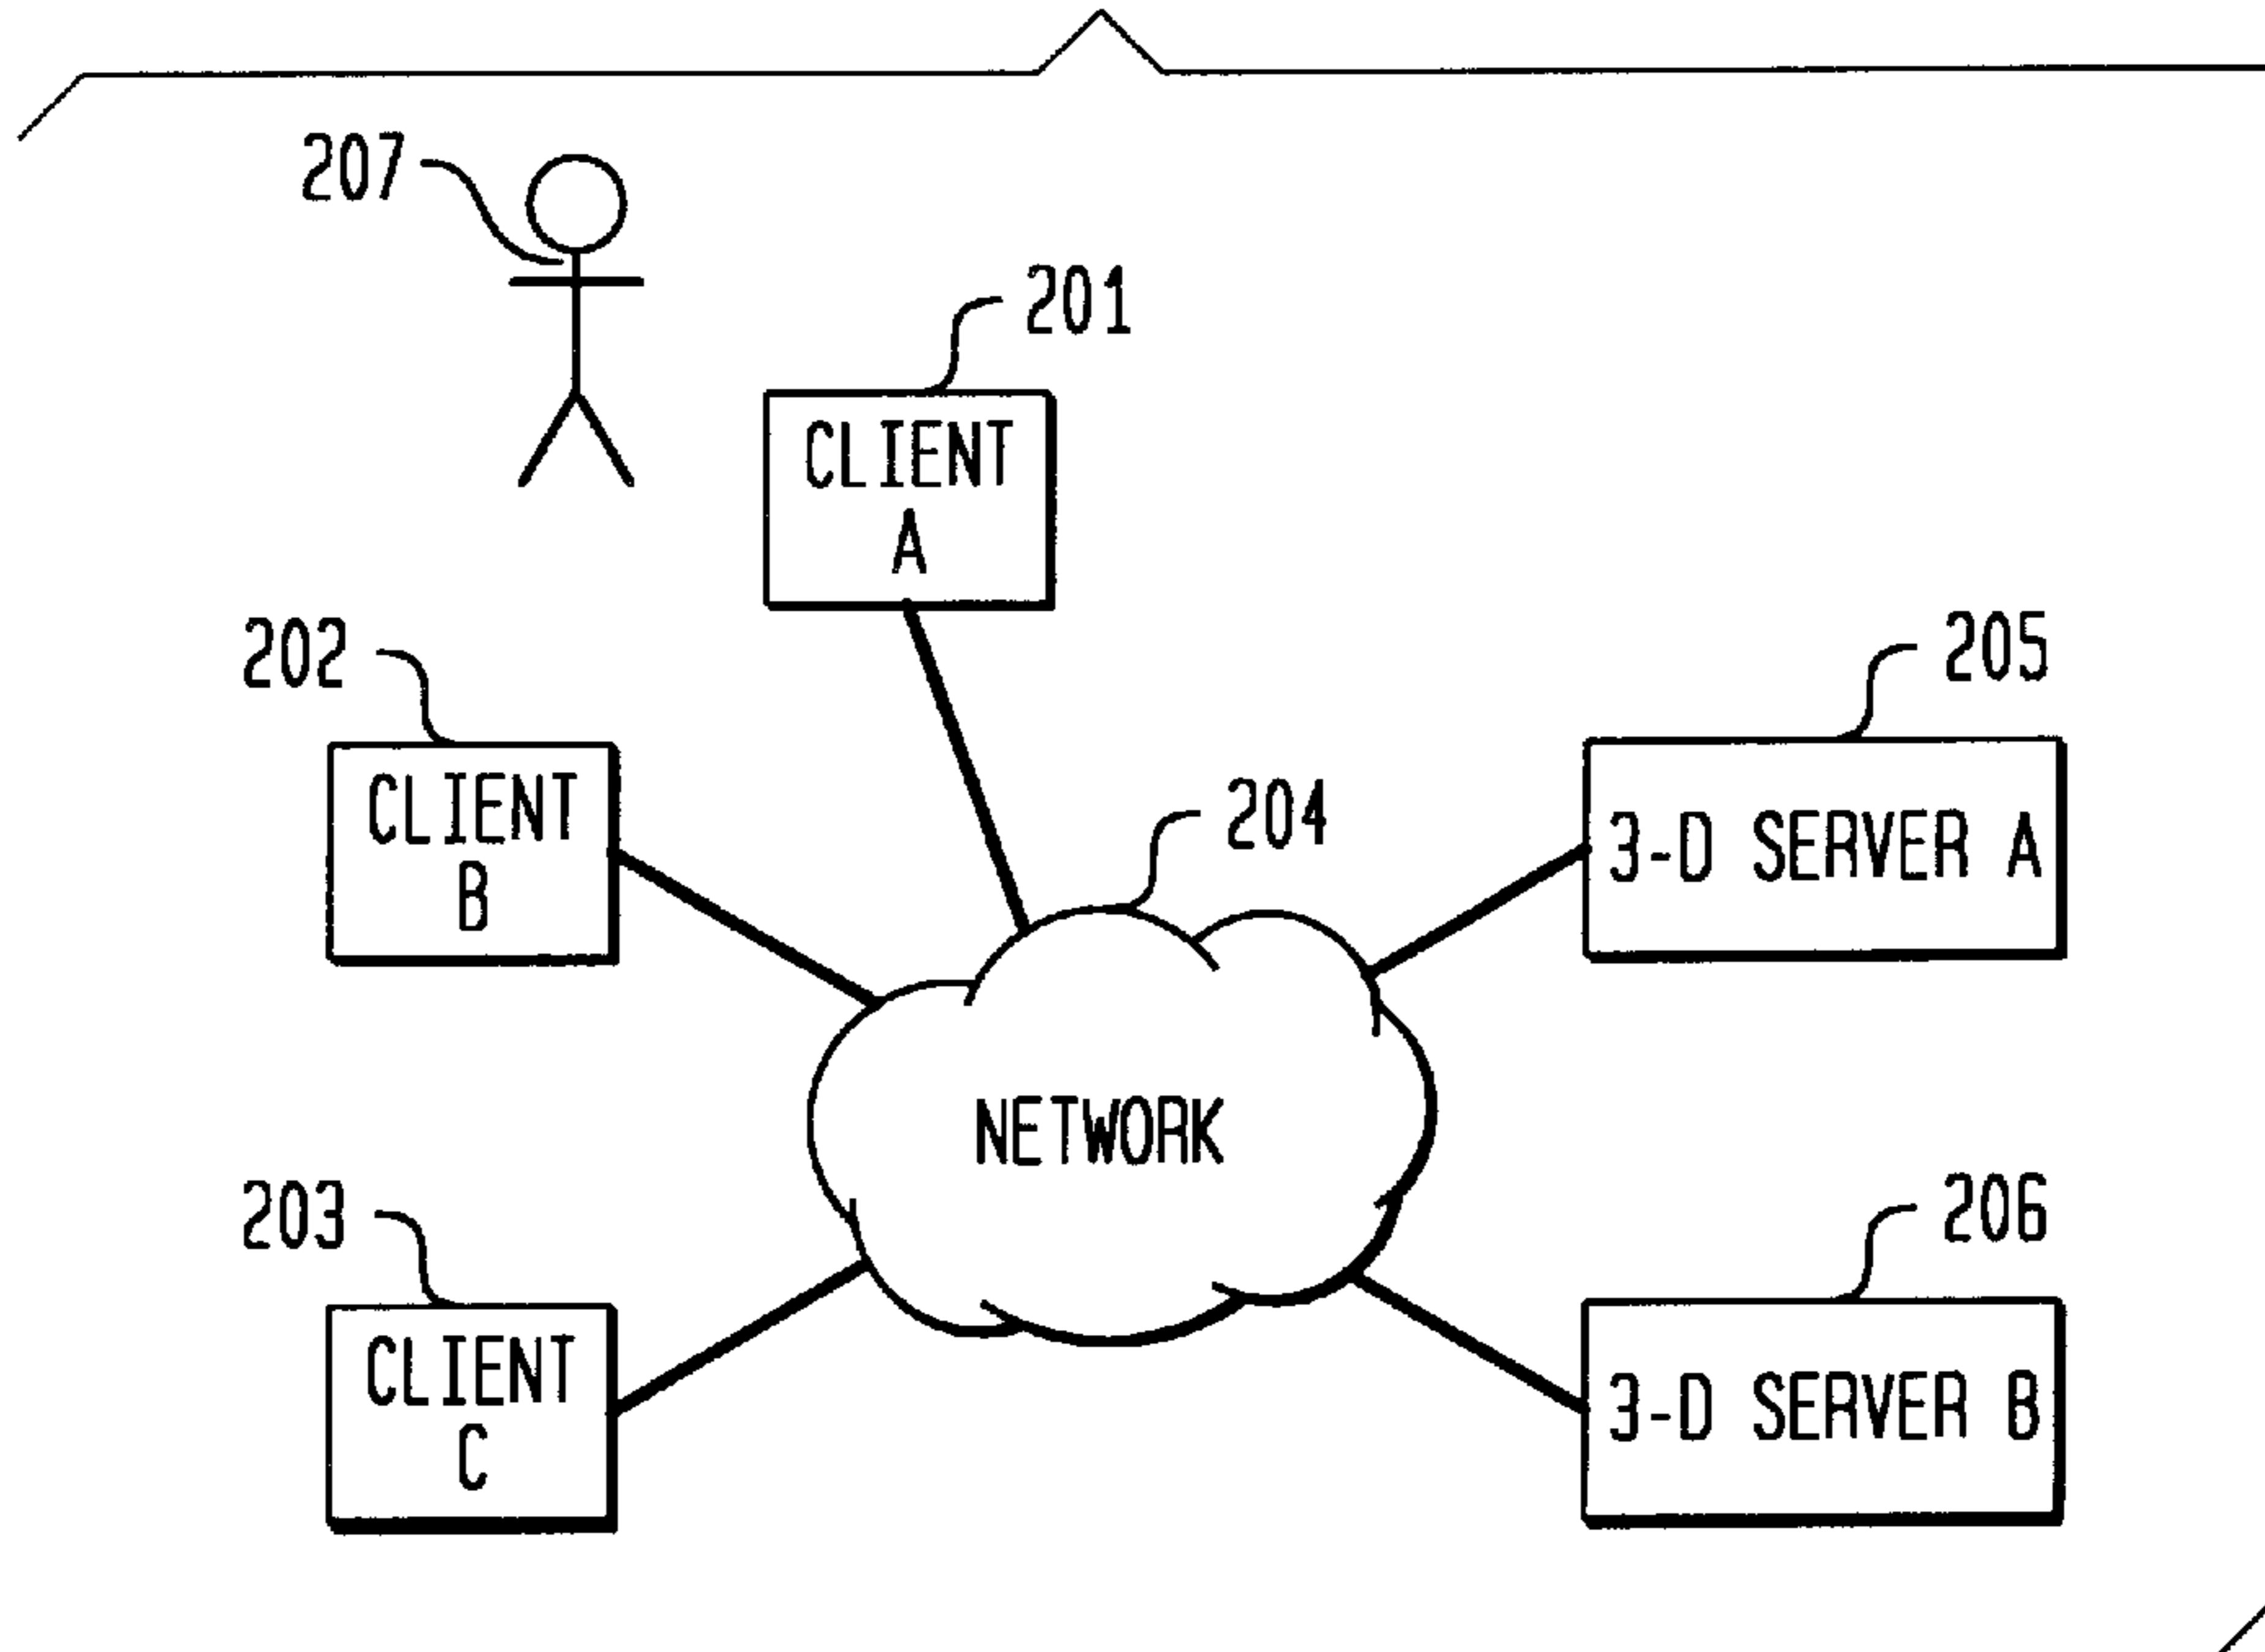 207
201
CLIENT
A
202
CLIENT
B
205
3-D SERVER A
204
NETWORK
203
CLIENT
C
206
3-D SERVER B